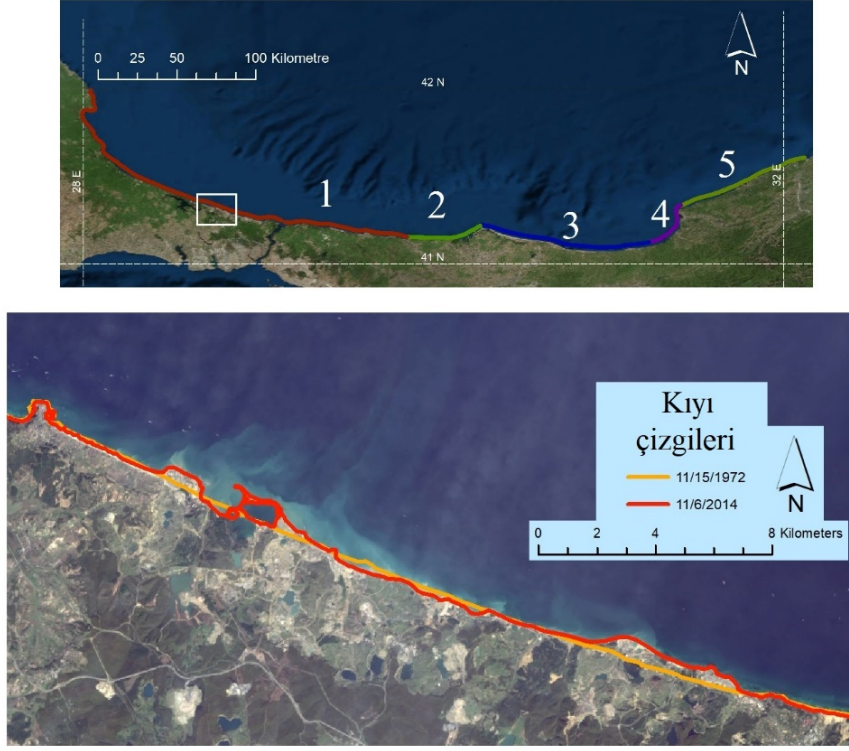 0 25 50 100 Kilometre
N
42 N
28 E
1
2
3
4
5
32 E
41 N
Kıyı
çizgileri
11/15/1972
11/6/2014
N
0 2 4 8 Kilometers